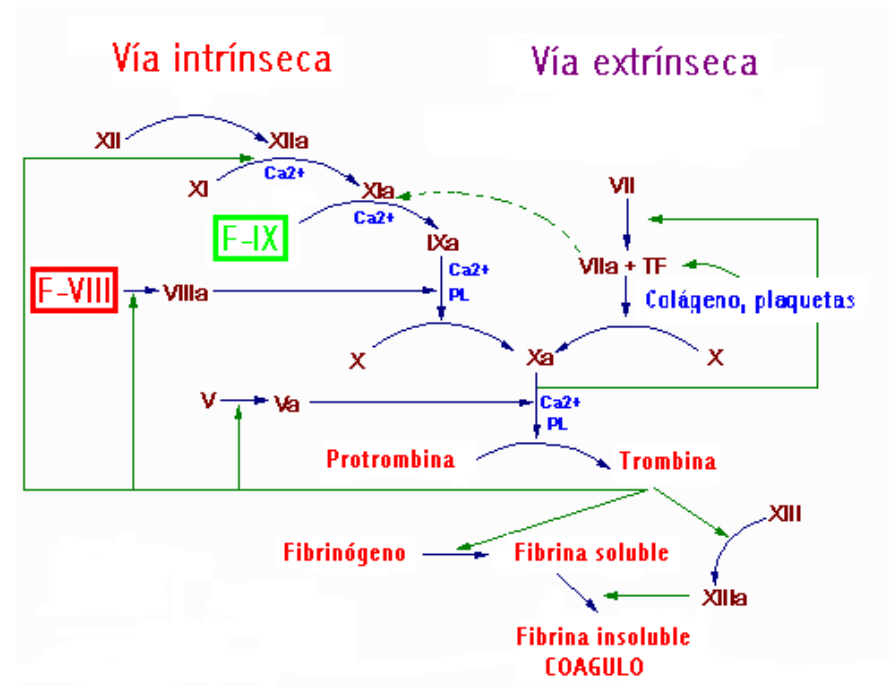 Vía intrínseca
Vía extrínseca
XII
XIIa
Ca2+
XI
XIa
VII
Ca2+
F-IX
IXa
Ca2+
VIIa + TF
F-VIII
VIIIa
PL
Colágeno, plaquetas
X
Xa
X
V
Va
Ca2+
PL
Protrombina
Trombina
XIII
Fibrinógeno
Fibrina soluble
XIIIa
Fibrina insoluble
COAGULO